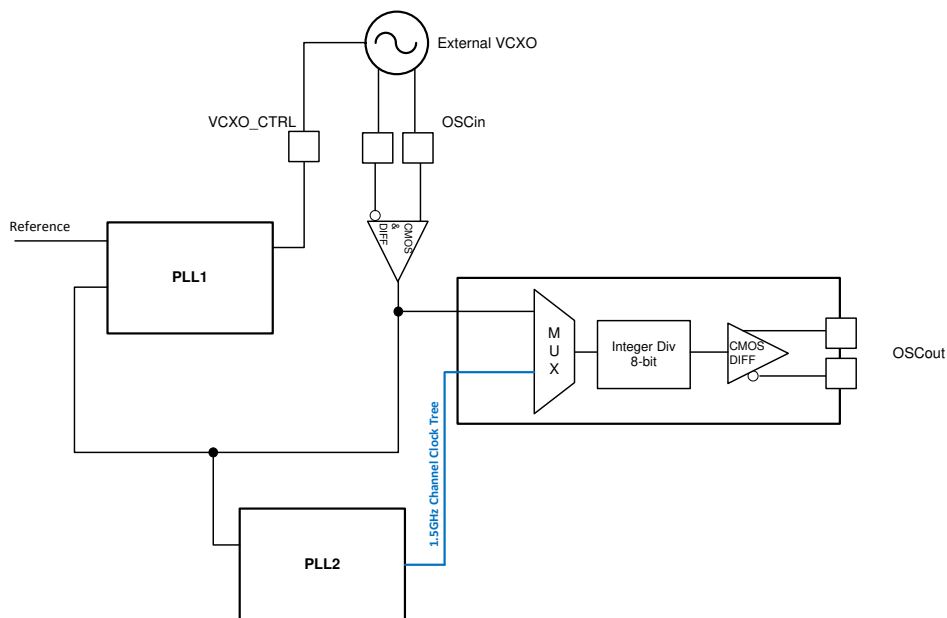 External VCXO
VCXO_CTRL
OSCin
DIFF
&
CMOS
Reference
PLL1
M
U
X
Integer Div
8-bit
CMOS
DIFF
OSCout
1.5GHz Channel Clock Tree
PLL2